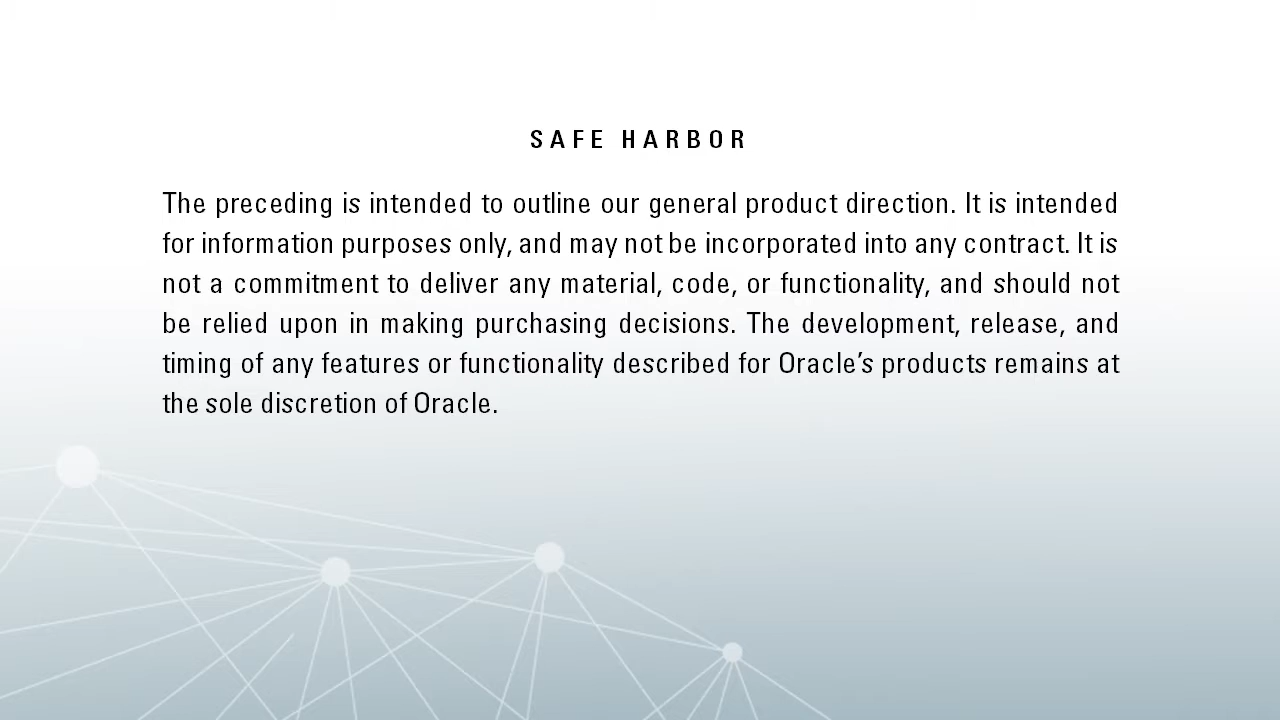 SAFE HARBOR
The preceding is intended to outline our general product direction. It is intended
for information purposes only, and may not be incorporated into any contract. It is
not a commitment to deliver any material, code, or functionality, and should not
be relied upon in making purchasing decisions. The development, release, and
timing of any features or functionality described for Oracle’s products remains at
the sole discretion of Oracle.